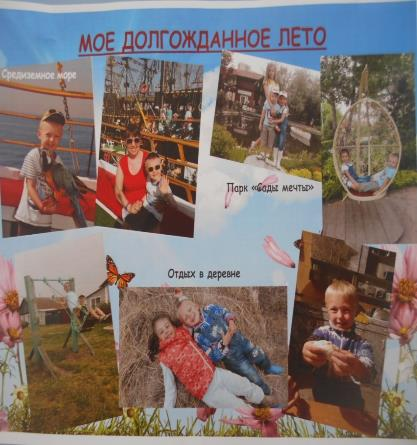 МОЕ ДОЛГОЖДАННОЕ ЛЕТО
Средиземное море
Парк «Сады мечты»
Отдых в деревне